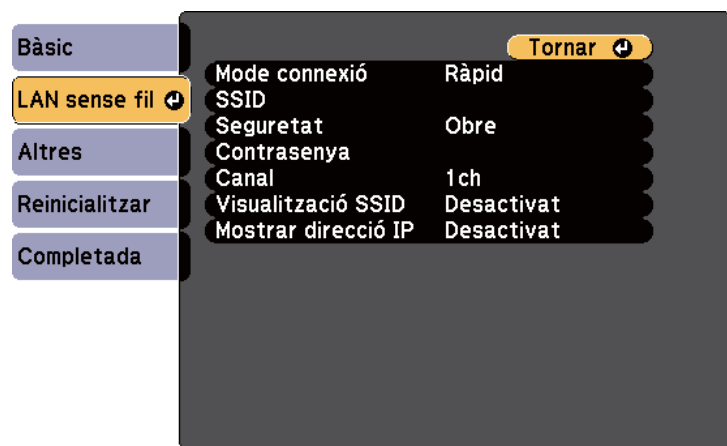 Bàsic
LAN sense fil
Altres
Reinicialitzar
Completada
Tornar
Mode connexió Ràpid
SSID
Seguretat Obre
Contrasenya
Canal 1ch
Visualització SSID Desactivat
Mostrar direcció IP Desactivat